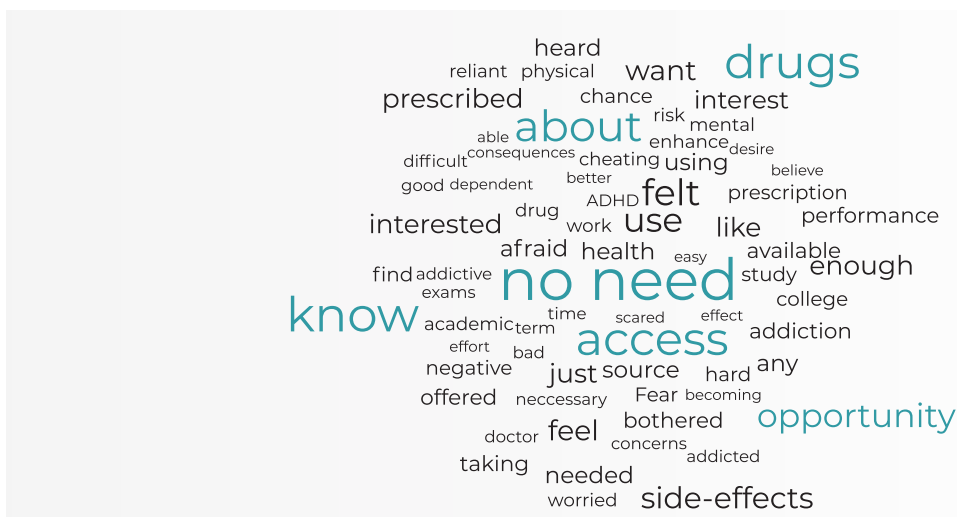 heard
reliant physical want drugs
prescribed chance interest
about risk mental
able enhance desire
difficult consequences cheating using
believe
good dependent better felt prescription
ADHD
drug performance
interested work use like
afraid health easy available
find addictive no need study enough
exams college
know time scared effect
academic term access addiction
effort bad
negative just source hard any
offered neccessary Fear becoming
bothered opportunity
doctor feel concerns
taking addicted
needed
worried side-effects